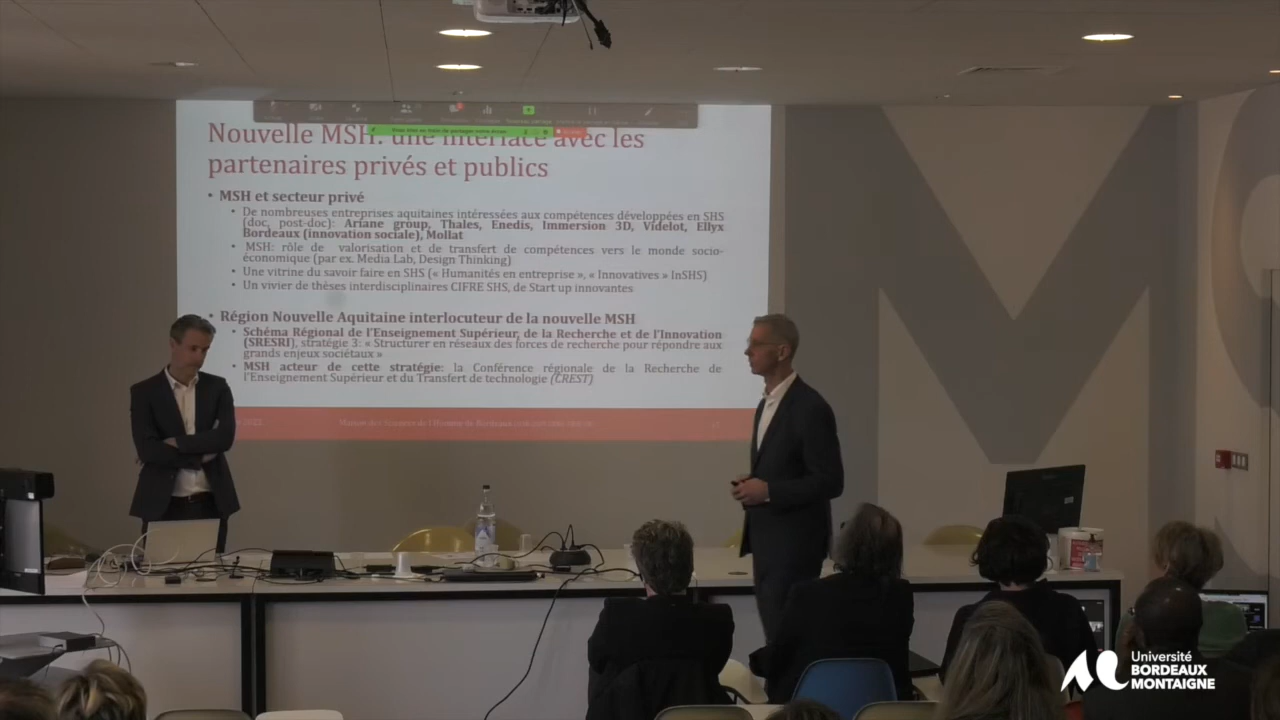 Nouvelle MSH: une interface avec les
partenaires privés et publics
• MSH et secteur privé
• De nombreuses entreprises aquitaines intéressées aux compétences développées en SHS
(doc, post-doc): Ariane group, Thales, Enedis, Immersion 3D, Videlot, Ellyx
Bordeaux (innovation sociale), Mollat
• MSH: rôle de valorisation et de transfert de compétences vers le monde socio-
économique (par ex. Media Lab, Design Thinking)
• Une vitrine du savoir faire en SHS (« Humanités en entreprise », « Innovatives » InSHS)
• Un vivier de thèses interdisciplinaires CIFRE SHS, de Start up innovantes
• Région Nouvelle Aquitaine interlocuteur de la nouvelle MSH
• Schéma Régional de l'Enseignement Supérieur, de la Recherche et de l'Innovation
(SRESRI), stratégie 3: « Structurer en réseaux des forces de recherche pour répondre aux
grands enjeux sociétaux »
• MSH acteur de cette stratégie: la Conférence régionale de la Recherche de
l'Enseignement Supérieur et du Transfert de technologie (CREST)
Université
BORDEAUX
MONTAIGNE